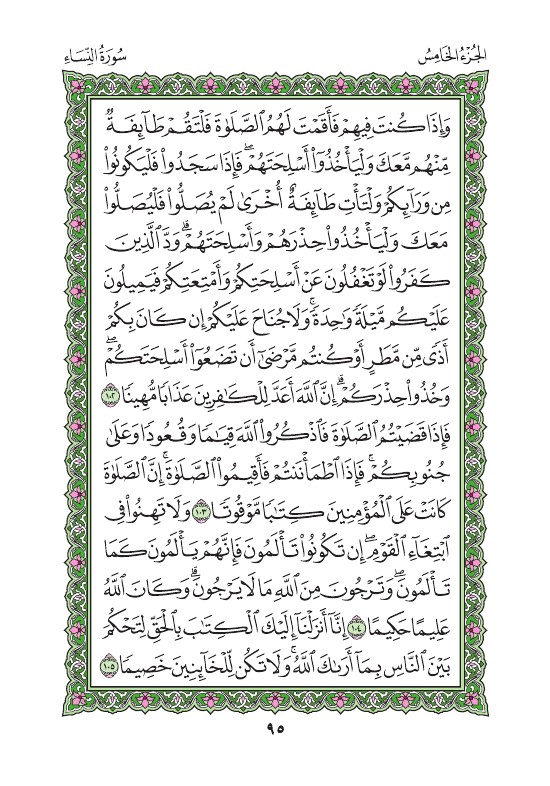 الجُزْءُ الخَامِسُ
سُورَةُ النِّسَاءِ
وَإِذَا كُنتَ فِيهِمْ فَأَقَمْتَ لَهُمُ ٱلصَّلَوٰةَ فَلْتَقُمْ طَآئِفَةٌ
مِّنْهُم مَّعَكَ وَلْيَأْخُذُوٓا۟ أَسْلِحَتَهُمْ ۖ فَإِذَا سَجَدُوا۟ فَلْيَكُونُوا۟
مِن وَرَآئِكُمْ وَلْتَأْتِ طَآئِفَةٌ أُخْرَىٰ لَمْ يُصَلُّوا۟ فَلْيُصَلُّوا۟
مَعَكَ وَلْيَأْخُذُوا۟ حِذْرَهُمْ وَأَسْلِحَتَهُمْ ۗ وَدَّ ٱلَّذِينَ
كَفَرُوا۟ لَوْ تَغْفُلُونَ عَنْ أَسْلِحَتِكُمْ وَأَمْتِعَتِكُمْ فَيَمِيلُونَ
عَلَيْكُم مَّيْلَةً وَٰحِدَةً ۚ وَلَا جُنَاحَ عَلَيْكُمْ إِن كَانَ بِكُمْ
أَذًى مِّن مَّطَرٍ أَوْ كُنتُم مَّرْضَىٰٓ أَن تَضَعُوٓا۟ أَسْلِحَتَكُمْ ۖ
وَخُذُوا۟ حِذْرَكُمْ ۗ إِنَّ ٱللَّهَ أَعَدَّ لِلْكَٰفِرِينَ عَذَابًا مُّهِينًا ١٠٢
فَإِذَا قَضَيْتُمُ ٱلصَّلَوٰةَ فَٱذْكُرُوا۟ ٱللَّهَ قِيَٰمًا وَقُعُودًا وَعَلَىٰ
جُنُوبِكُمْ ۚ فَإِذَا ٱطْمَأْنَنتُمْ فَأَقِيمُوا۟ ٱلصَّلَوٰةَ ۚ إِنَّ ٱلصَّلَوٰةَ
كَانَتْ عَلَى ٱلْمُؤْمِنِينَ كِتَٰبًا مَّوْقُوتًا ١٠٣ وَلَا تَهِنُوا۟ فِى
ٱبْتِغَآءِ ٱلْقَوْمِ ۖ إِن تَكُونُوا۟ تَأْلَمُونَ فَإِنَّهُمْ يَأْلَمُونَ كَمَا
تَأْلَمُونَ ۖ وَتَرْجُونَ مِنَ ٱللَّهِ مَا لَا يَرْجُونَ ۗ وَكَانَ ٱللَّهُ
عَلِيمًا حَكِيمًا ١٠٤ إِنَّآ أَنزَلْنَآ إِلَيْكَ ٱلْكِتَٰبَ بِٱلْحَقِّ لِتَحْكُمَ
بَيْنَ ٱلنَّاسِ بِمَآ أَرَىٰكَ ٱللَّهُ ۚ وَلَا تَكُن لِّلْخَآئِنِينَ خَصِيمًا ١٠٥
٩٥